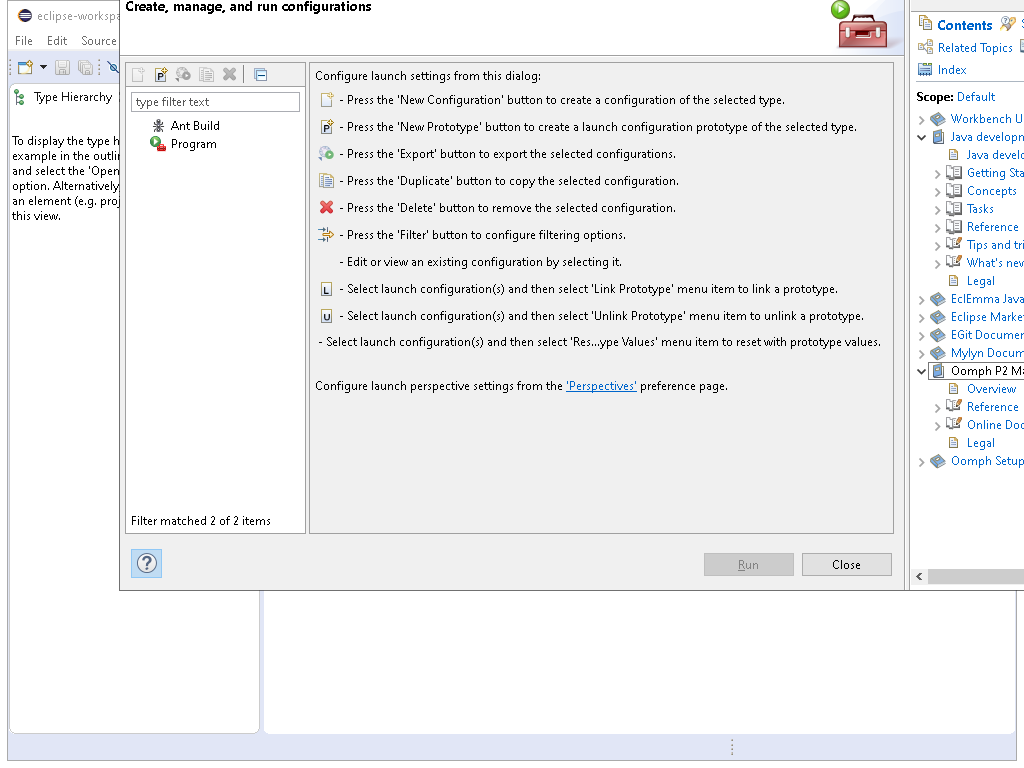 eclipse-workspa
File Edit Source
Type Hierarchy
To display the type h
example in the outlin
and select the 'Open
option. Alternatively
an element (e.g. proj
this view.
Create, manage, and run configurations
type filter text
Ant Build
Program
Filter matched 2 of 2 items
Configure launch settings from this dialog:
- Press the 'New Configuration' button to create a configuration of the selected type.
P - Press the 'New Prototype' button to create a launch configuration prototype of the selected type.
- Press the 'Export' button to export the selected configurations.
- Press the 'Duplicate' button to copy the selected configuration.
- Press the 'Delete' button to remove the selected configuration.
- Press the 'Filter' button to configure filtering options.
- Edit or view an existing configuration by selecting it.
L - Select launch configuration(s) and then select 'Link Prototype' menu item to link a prototype.
U - Select launch configuration(s) and then select 'Unlink Prototype' menu item to unlink a prototype.
- Select launch configuration(s) and then select 'Res...ype Values' menu item to reset with prototype values.
Configure launch perspective settings from the 'Perspectives' preference page.
Run Close
Contents
Related Topics
Index
Scope: Default
Workbench U
Java developn
Java develo
Getting Sta
Concepts
Tasks
Reference
Tips and tri
What's new
Legal
EclEmma Java
Eclipse Marke
EGit Documen
Mylyn Docum
Oomph P2 Ma
Overview
Reference
Online Doc
Legal
Oomph Setup